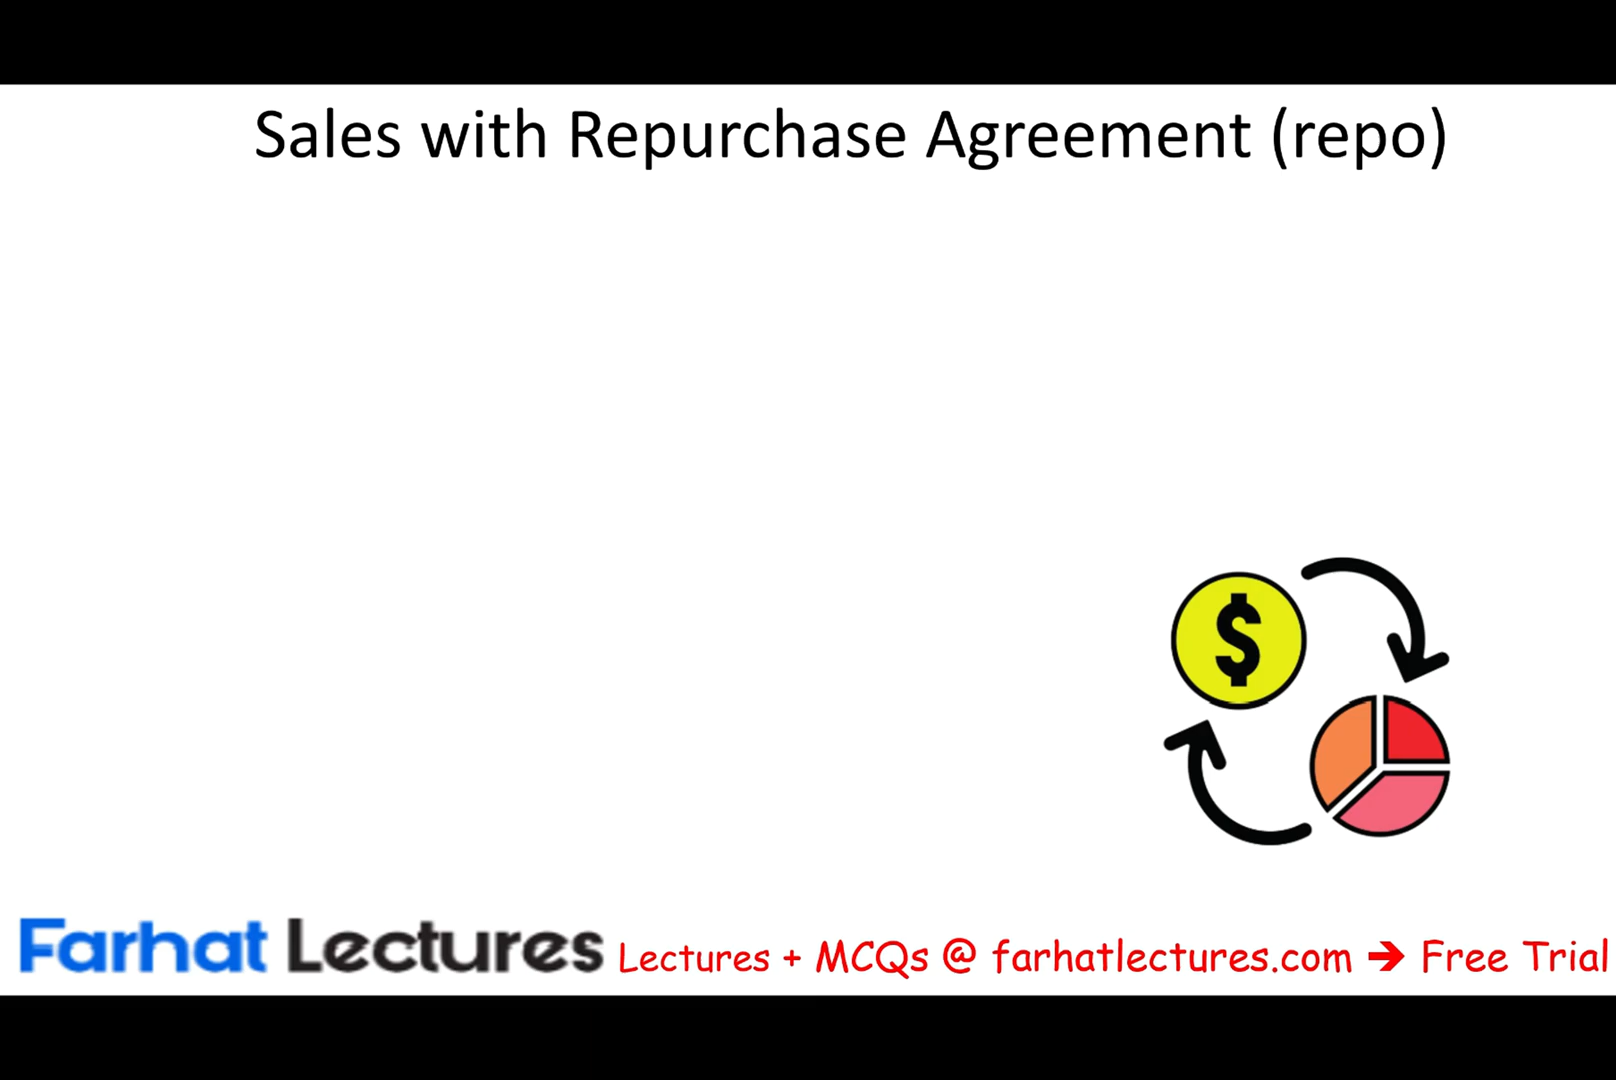 Sales with Repurchase Agreement (repo)
$
Farhat Lectures Lectures + MCQs @ farhatlectures.com → Free Trial